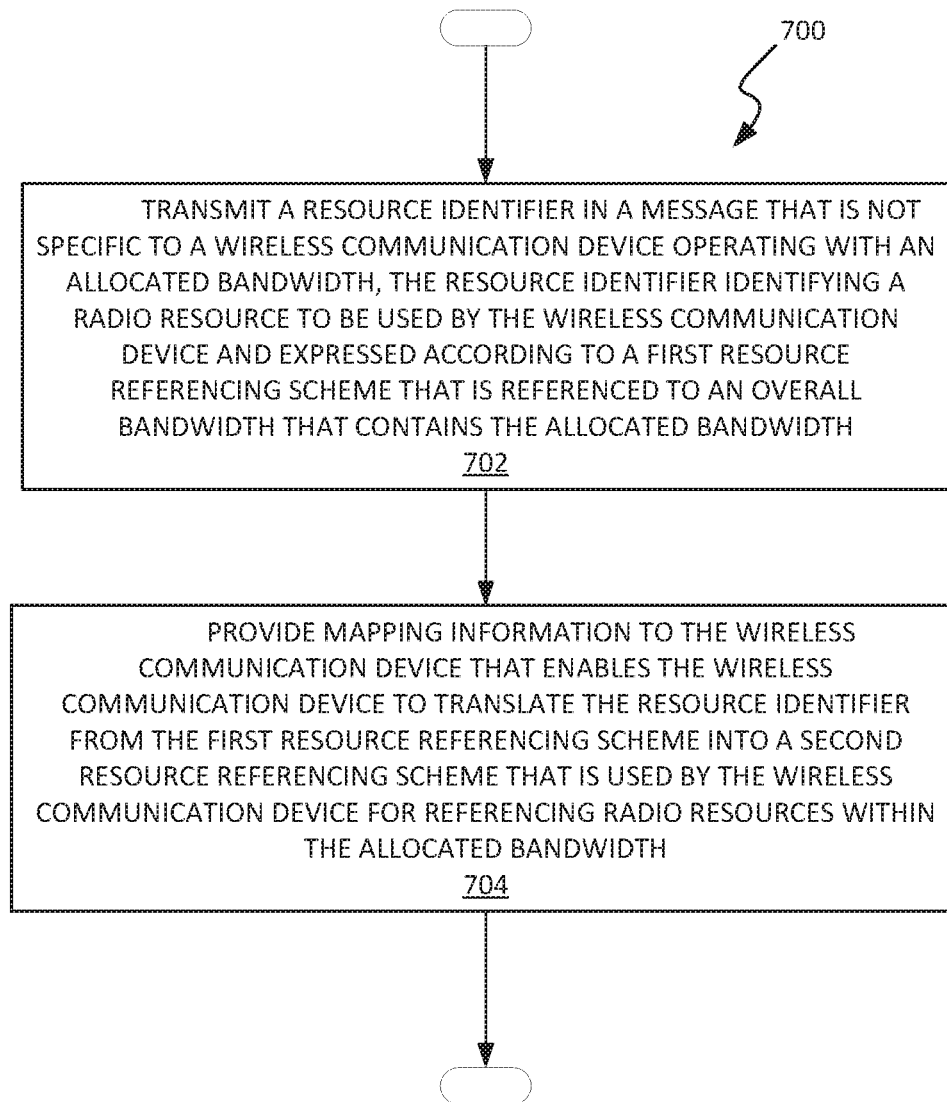 700
TRANSMIT A RESOURCE IDENTIFIER IN A MESSAGE THAT IS NOT
SPECIFIC TO A WIRELESS COMMUNICATION DEVICE OPERATING WITH AN
ALLOCATED BANDWIDTH, THE RESOURCE IDENTIFIER IDENTIFYING A
RADIO RESOURCE TO BE USED BY THE WIRELESS COMMUNICATION
DEVICE AND EXPRESSED ACCORDING TO A FIRST RESOURCE
REFERENCING SCHEME THAT IS REFERENCED TO AN OVERALL
BANDWIDTH THAT CONTAINS THE ALLOCATED BANDWIDTH
702
PROVIDE MAPPING INFORMATION TO THE WIRELESS
COMMUNICATION DEVICE THAT ENABLES THE WIRELESS
COMMUNICATION DEVICE TO TRANSLATE THE RESOURCE IDENTIFIER
FROM THE FIRST RESOURCE REFERENCING SCHEME INTO A SECOND
RESOURCE REFERENCING SCHEME THAT IS USED BY THE WIRELESS
COMMUNICATION DEVICE FOR REFERENCING RADIO RESOURCES WITHIN
THE ALLOCATED BANDWIDTH
704